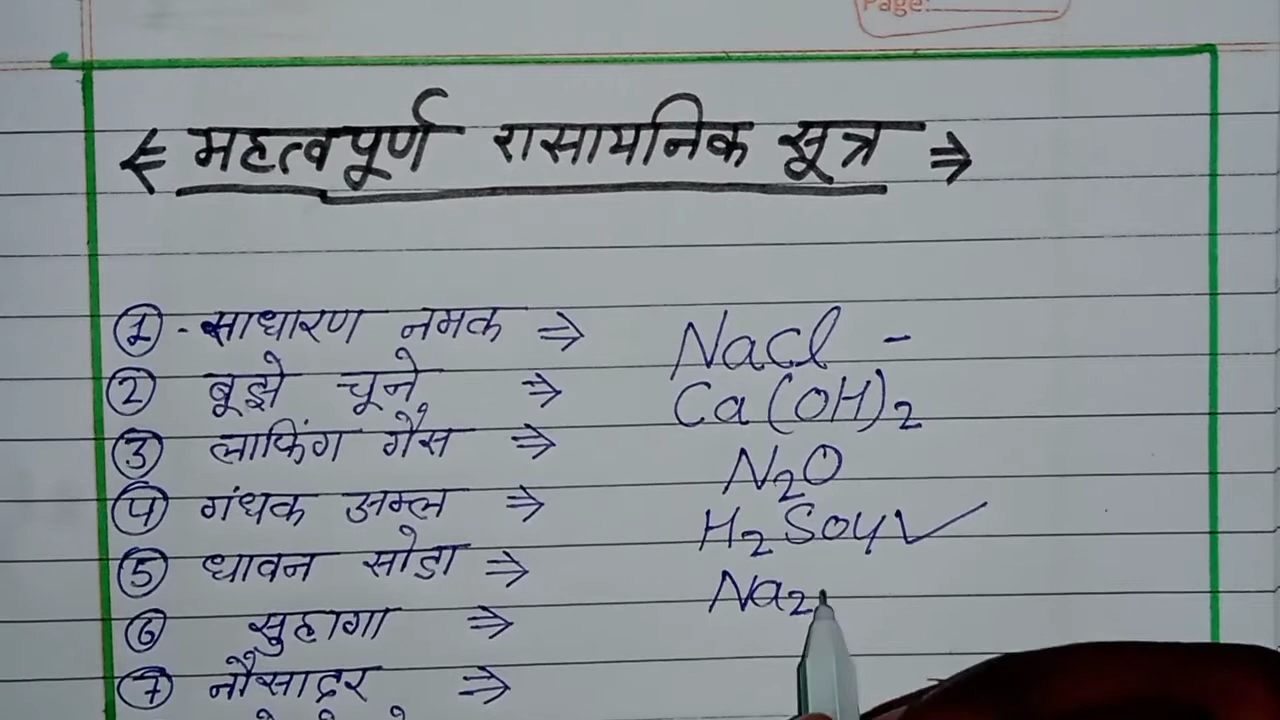 Page:
महत्वपूर्ण रासायनिक सूत्र ⇒
① - साधारण नमक ⇒ NaCl -
② बूझे चूने ⇒ Ca(OH)2
③ लाफिंग गैस ⇒ N2O
④ गंधक अम्ल ⇒ H2SO4 ✓
⑤ धावन सोडा ⇒ Na2
⑥ सुहागा ⇒
⑦ नौसादर ⇒